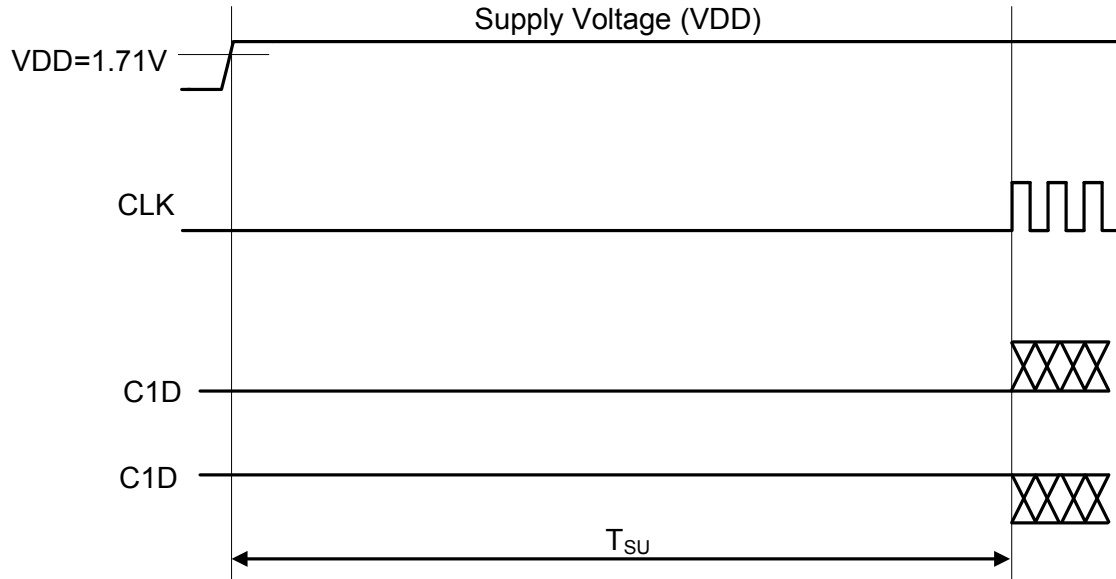 Supply Voltage (VDD)
VDD=1.71V
CLK
C1D
C1D
TSU